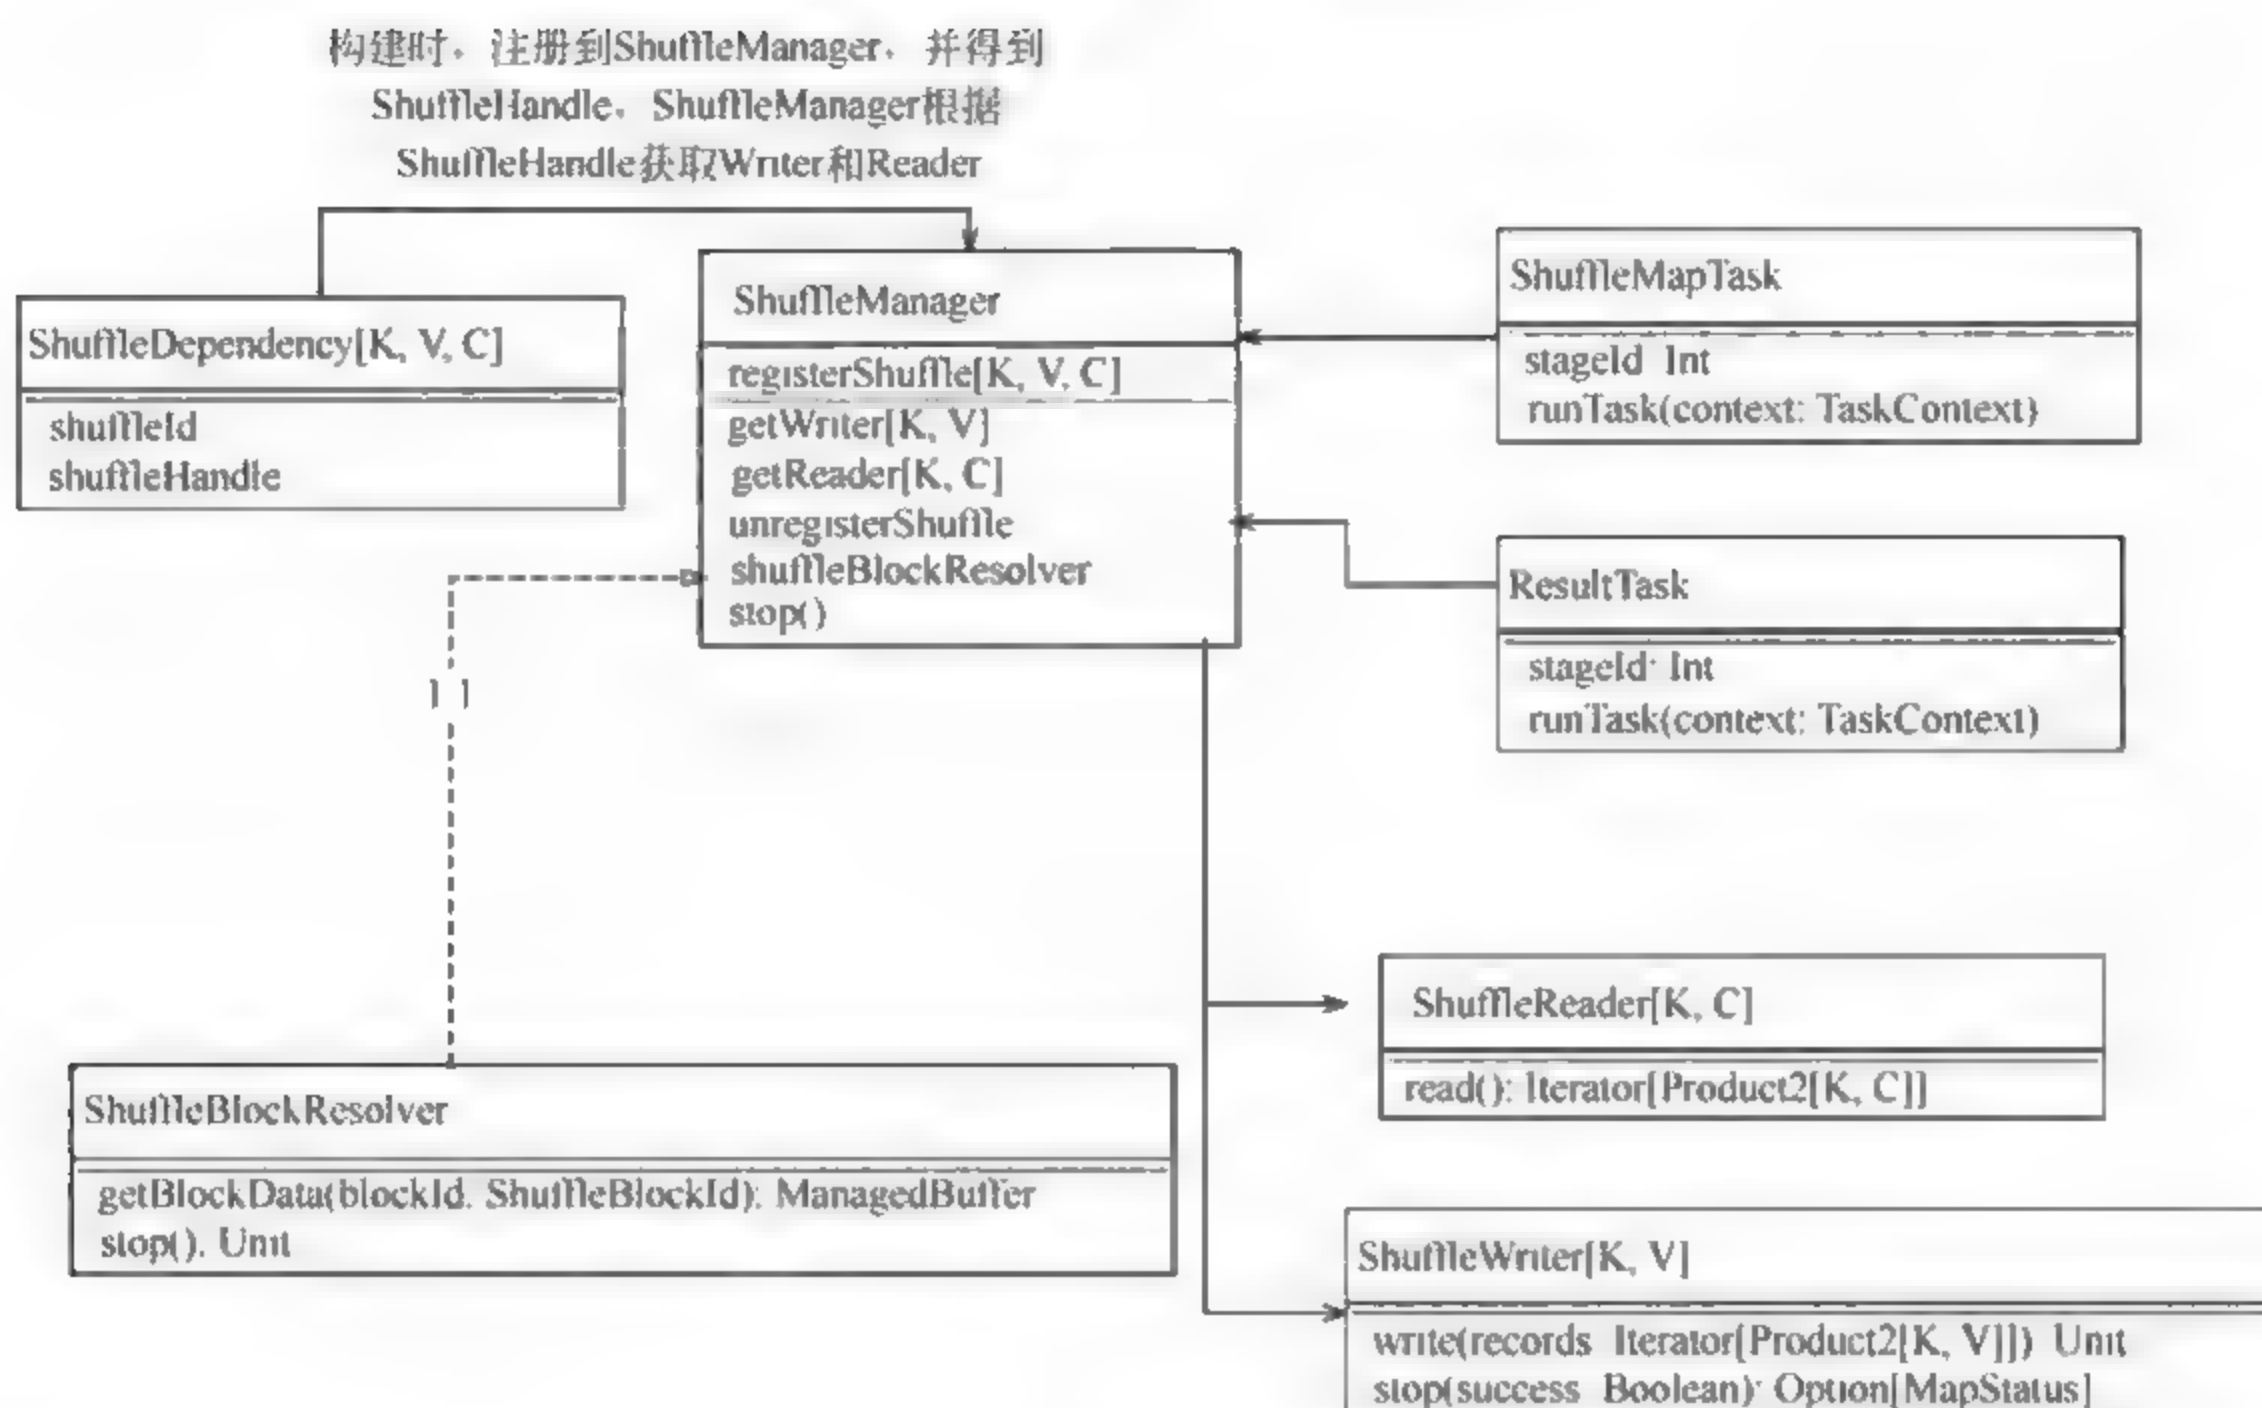 构建时，注册到ShuffleManager，并得到
ShuffleHandle，ShuffleManager根据
ShuffleHandle获取Writer和Reader
ShuffleDependency[K, V, C]
shuffleId
shuffleHandle
ShuffleManager
registerShuffle[K, V, C]
getWriter[K, V]
getReader[K, C]
unregisterShuffle
shuffleBlockResolver
stop()
ShuffleMapTask
stageId Int
runTask(context: TaskContext)
ResultTask
stageId: Int
runTask(context: TaskContext)
1 1
ShuffleReader[K, C]
read(): Iterator[Product2[K, C]]
ShuffleBlockResolver
getBlockData(blockId: ShuffleBlockId): ManagedBuffer
stop(): Unit
ShuffleWriter[K, V]
write(records Iterator[Product2[K, V]]) Unit
stop(success Boolean): Option[MapStatus]